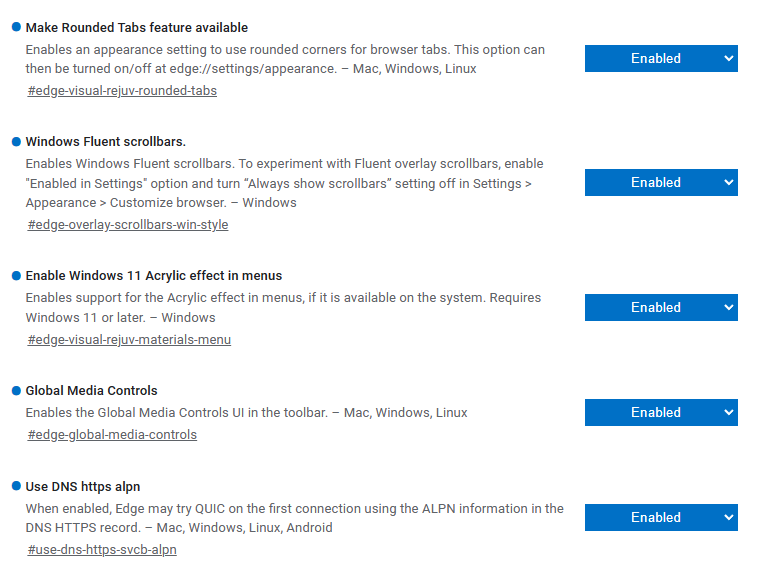 Make Rounded Tabs feature available
Enables an appearance setting to use rounded corners for browser tabs. This option can
then be turned on/off at edge://settings/appearance. – Mac, Windows, Linux
#edge-visual-rejuv-rounded-tabs
Enabled
Windows Fluent scrollbars.
Enables Windows Fluent scrollbars. To experiment with Fluent overlay scrollbars, enable
"Enabled in Settings" option and turn “Always show scrollbars” setting off in Settings >
Appearance > Customize browser. – Windows
#edge-overlay-scrollbars-win-style
Enabled
Enable Windows 11 Acrylic effect in menus
Enables support for the Acrylic effect in menus, if it is available on the system. Requires
Windows 11 or later. – Windows
#edge-visual-rejuv-materials-menu
Enabled
Global Media Controls
Enables the Global Media Controls UI in the toolbar. – Mac, Windows, Linux
#edge-global-media-controls
Enabled
Use DNS https alpn
When enabled, Edge may try QUIC on the first connection using the ALPN information in the
DNS HTTPS record. – Mac, Windows, Linux, Android
#use-dns-https-svcb-alpn
Enabled